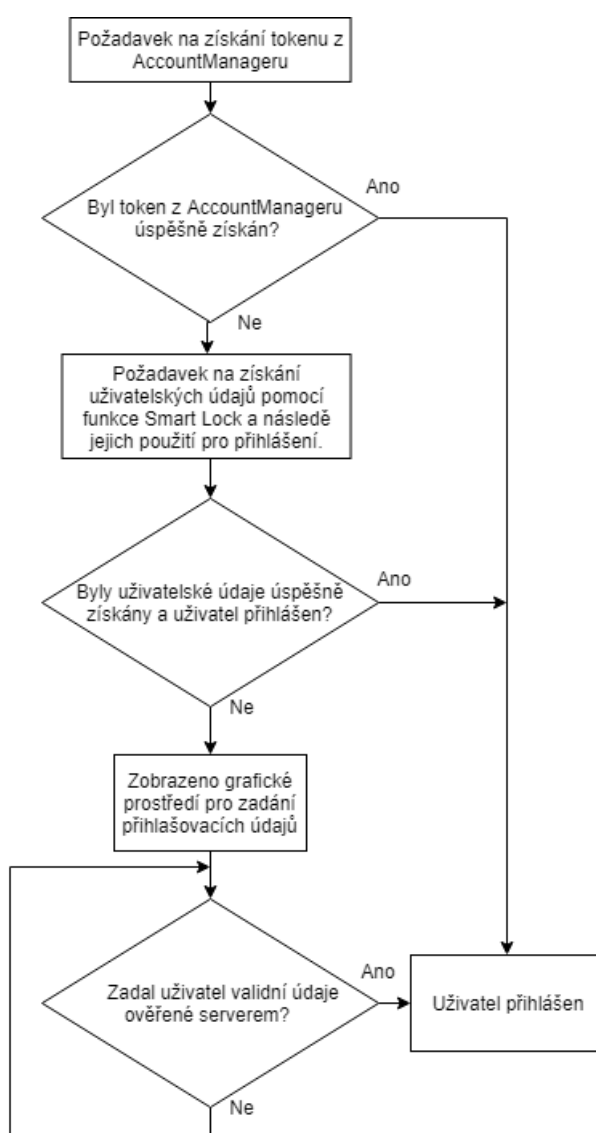 Požadavek na získání tokenu z
AccountManageru
Ano
Byl token z AccountManageru
úspěšně získán?
Ne
Požadavek na získání
uživatelských údajů pomocí
funkce Smart Lock a následě
jejich použití pro přihlášení.
Ano
Byly uživatelské údaje úspěšně
získány a uživatel přihlášen?
Ne
Zobrazeno grafické
prostředí pro zadání
přihlašovacích údajů
Ano
Zadal uživatel validní údaje
ověřené serverem?
Uživatel přihlášen
Ne